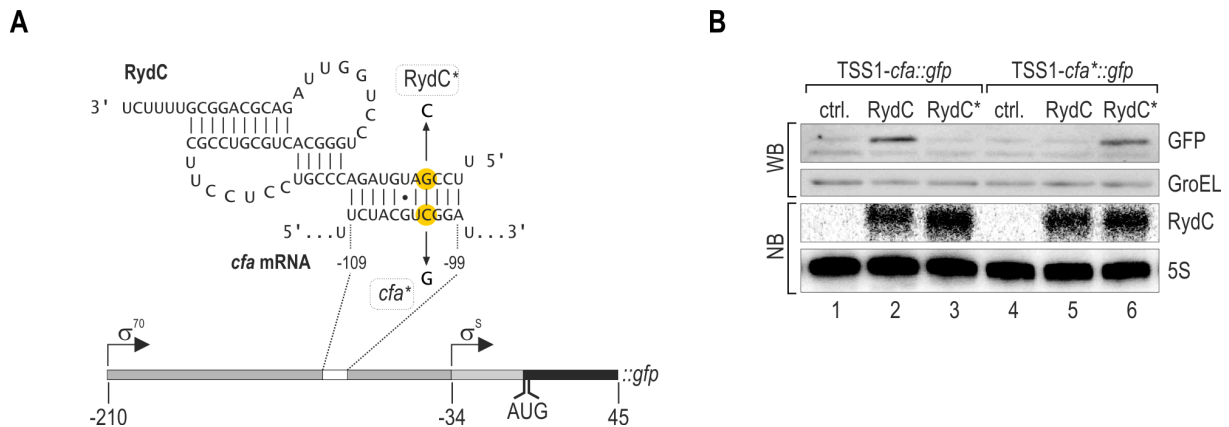 A
RydC
RydC*
A U U G G U C C
3' UCUUUUGCGGACGCAG
C
CGCCUGCGUCACGGGU
U U C G C C U C C
U 5'
UGCCCAGAUGUAGCCU
UCUACGUCGGA
5'...U
U...3'
cfa mRNA
-109
-99
G
cfa*
σ70
σS
::gfp
-210
-34
AUG
45
B
TSS1-cfa::gfp
TSS1-cfa*::gfp
ctrl. RydC RydC* ctrl. RydC RydC*
WB
GFP
GroEL
NB
RydC
5S
1 2 3 4 5 6